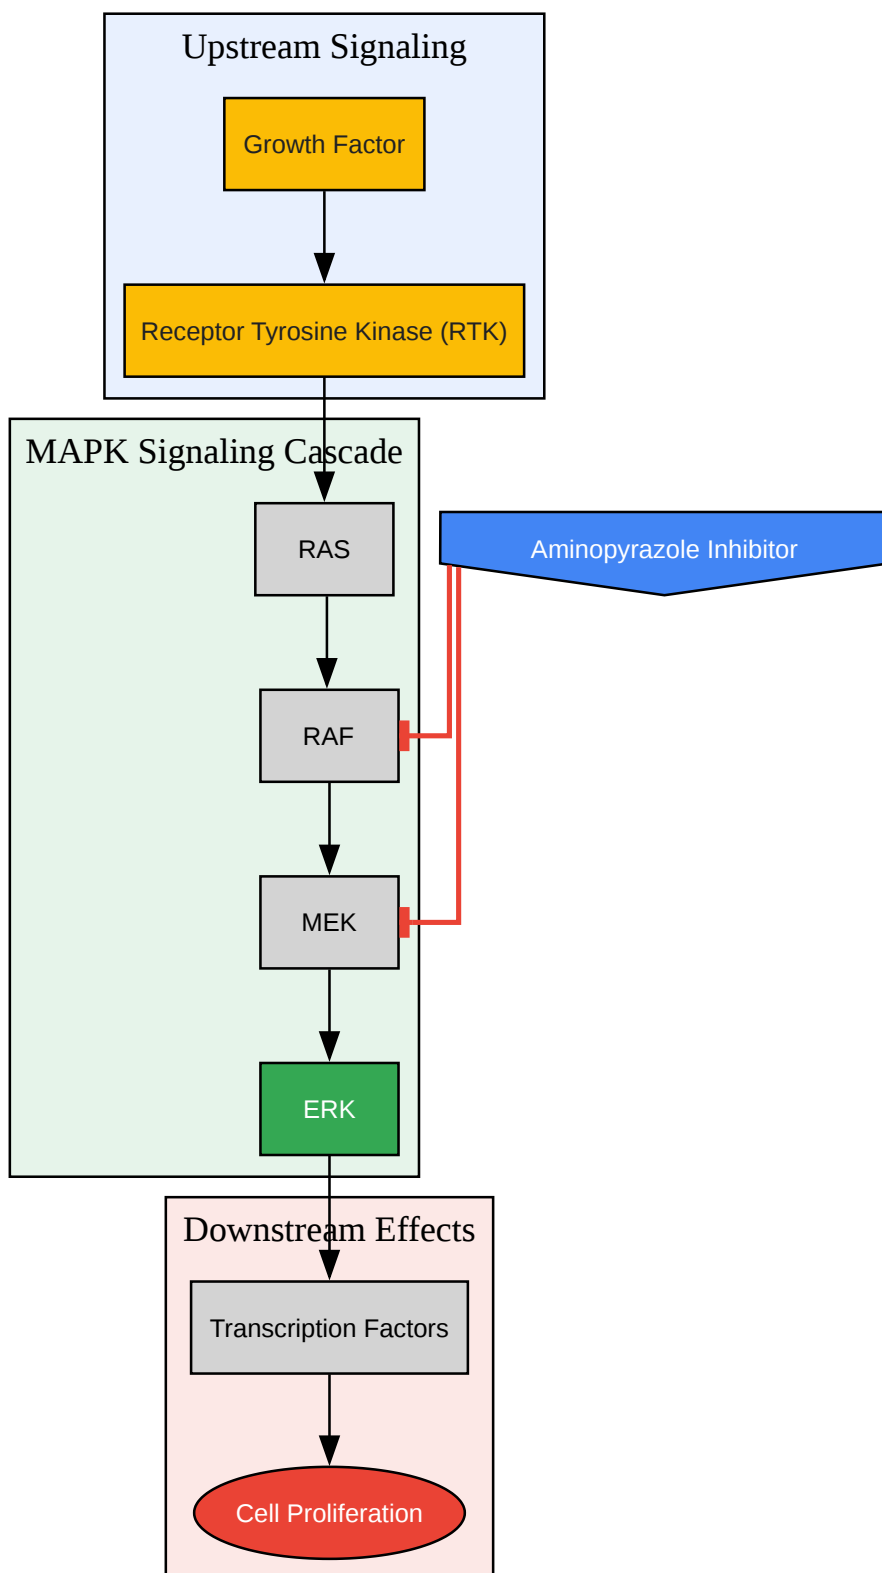 Upstream Signaling
Growth Factor
Receptor Tyrosine Kinase (RTK)
MAPK Signaling Cascade
RAS
Aminopyrazole Inhibitor
RAF
MEK
ERK
Downstream Effects
Transcription Factors
Cell Proliferation